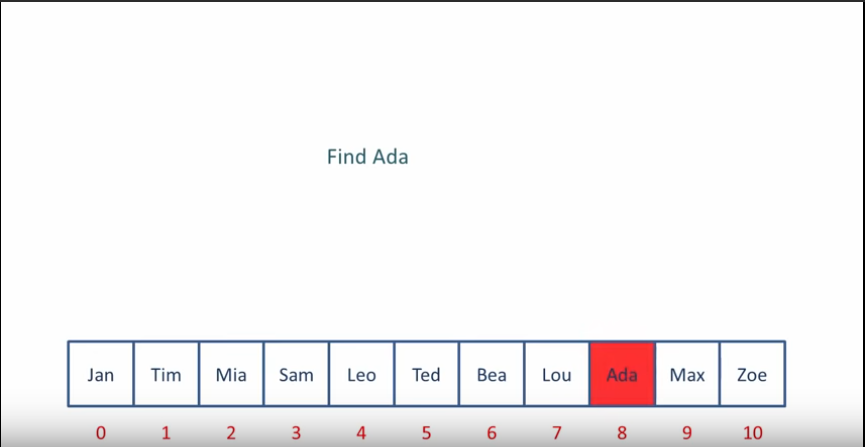 Find Ada
Jan Tim Mia Sam Leo Ted Bea Lou Ada Max Zoe
0 1 2 3 4 5 6 7 8 9 10